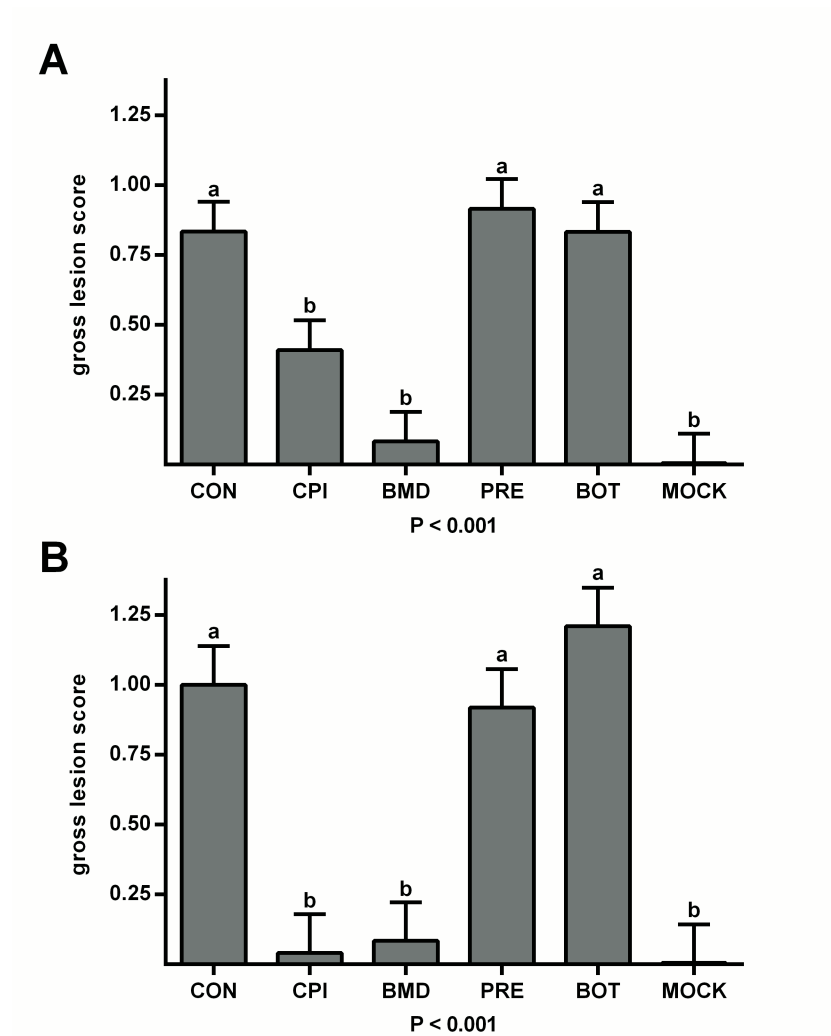 A
gross lesion score
1.25
1.00
0.75
0.50
0.25
a
b
b
a
a
b
CON CPI BMD PRE BOT MOCK
P < 0.001
B
gross lesion score
1.25
1.00
0.75
0.50
0.25
a
b
b
a
a
b
CON CPI BMD PRE BOT MOCK
P < 0.001